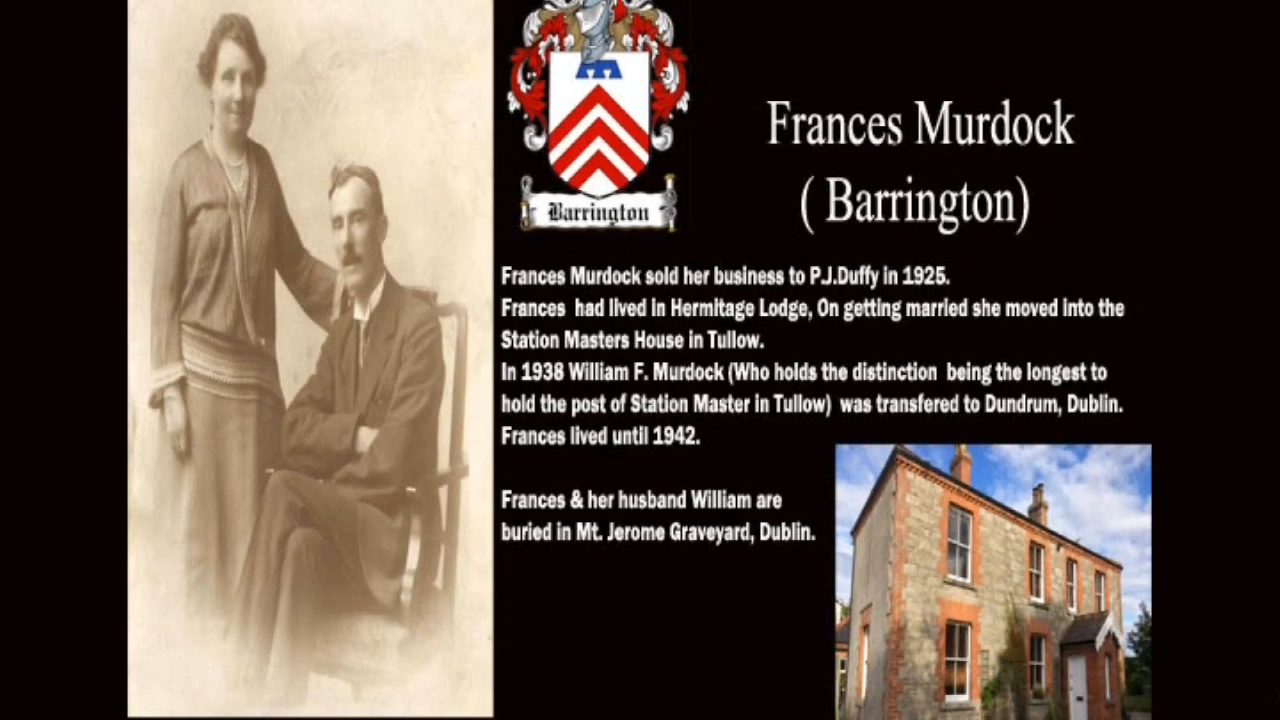 Barrington
Frances Murdock
( Barrington)
Frances Murdock sold her business to P.J.Duffy in 1925.
Frances  had lived in Hermitage Lodge, On getting married she moved into the
Station Masters House in Tullow.
In 1938 William F. Murdock (Who holds the distinction  being the longest to
hold the post of Station Master in Tullow)  was transfered to Dundrum, Dublin.
Frances lived until 1942.
Frances & her husband William are
buried in Mt. Jerome Graveyard, Dublin.